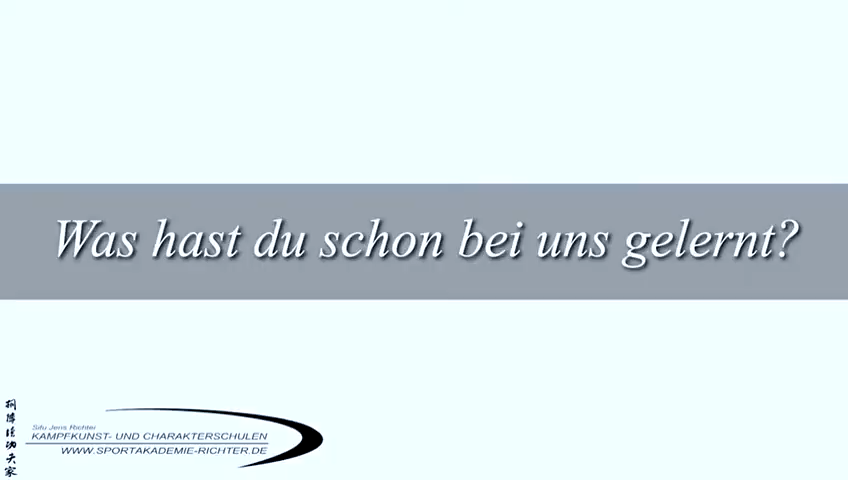 Was hast du schon bei uns gelernt?
Sifu Jens Richter
KAMPFKUNST- UND CHARAKTERSCHULEN
WWW.SPORTAKADEMIE-RICHTER.DE